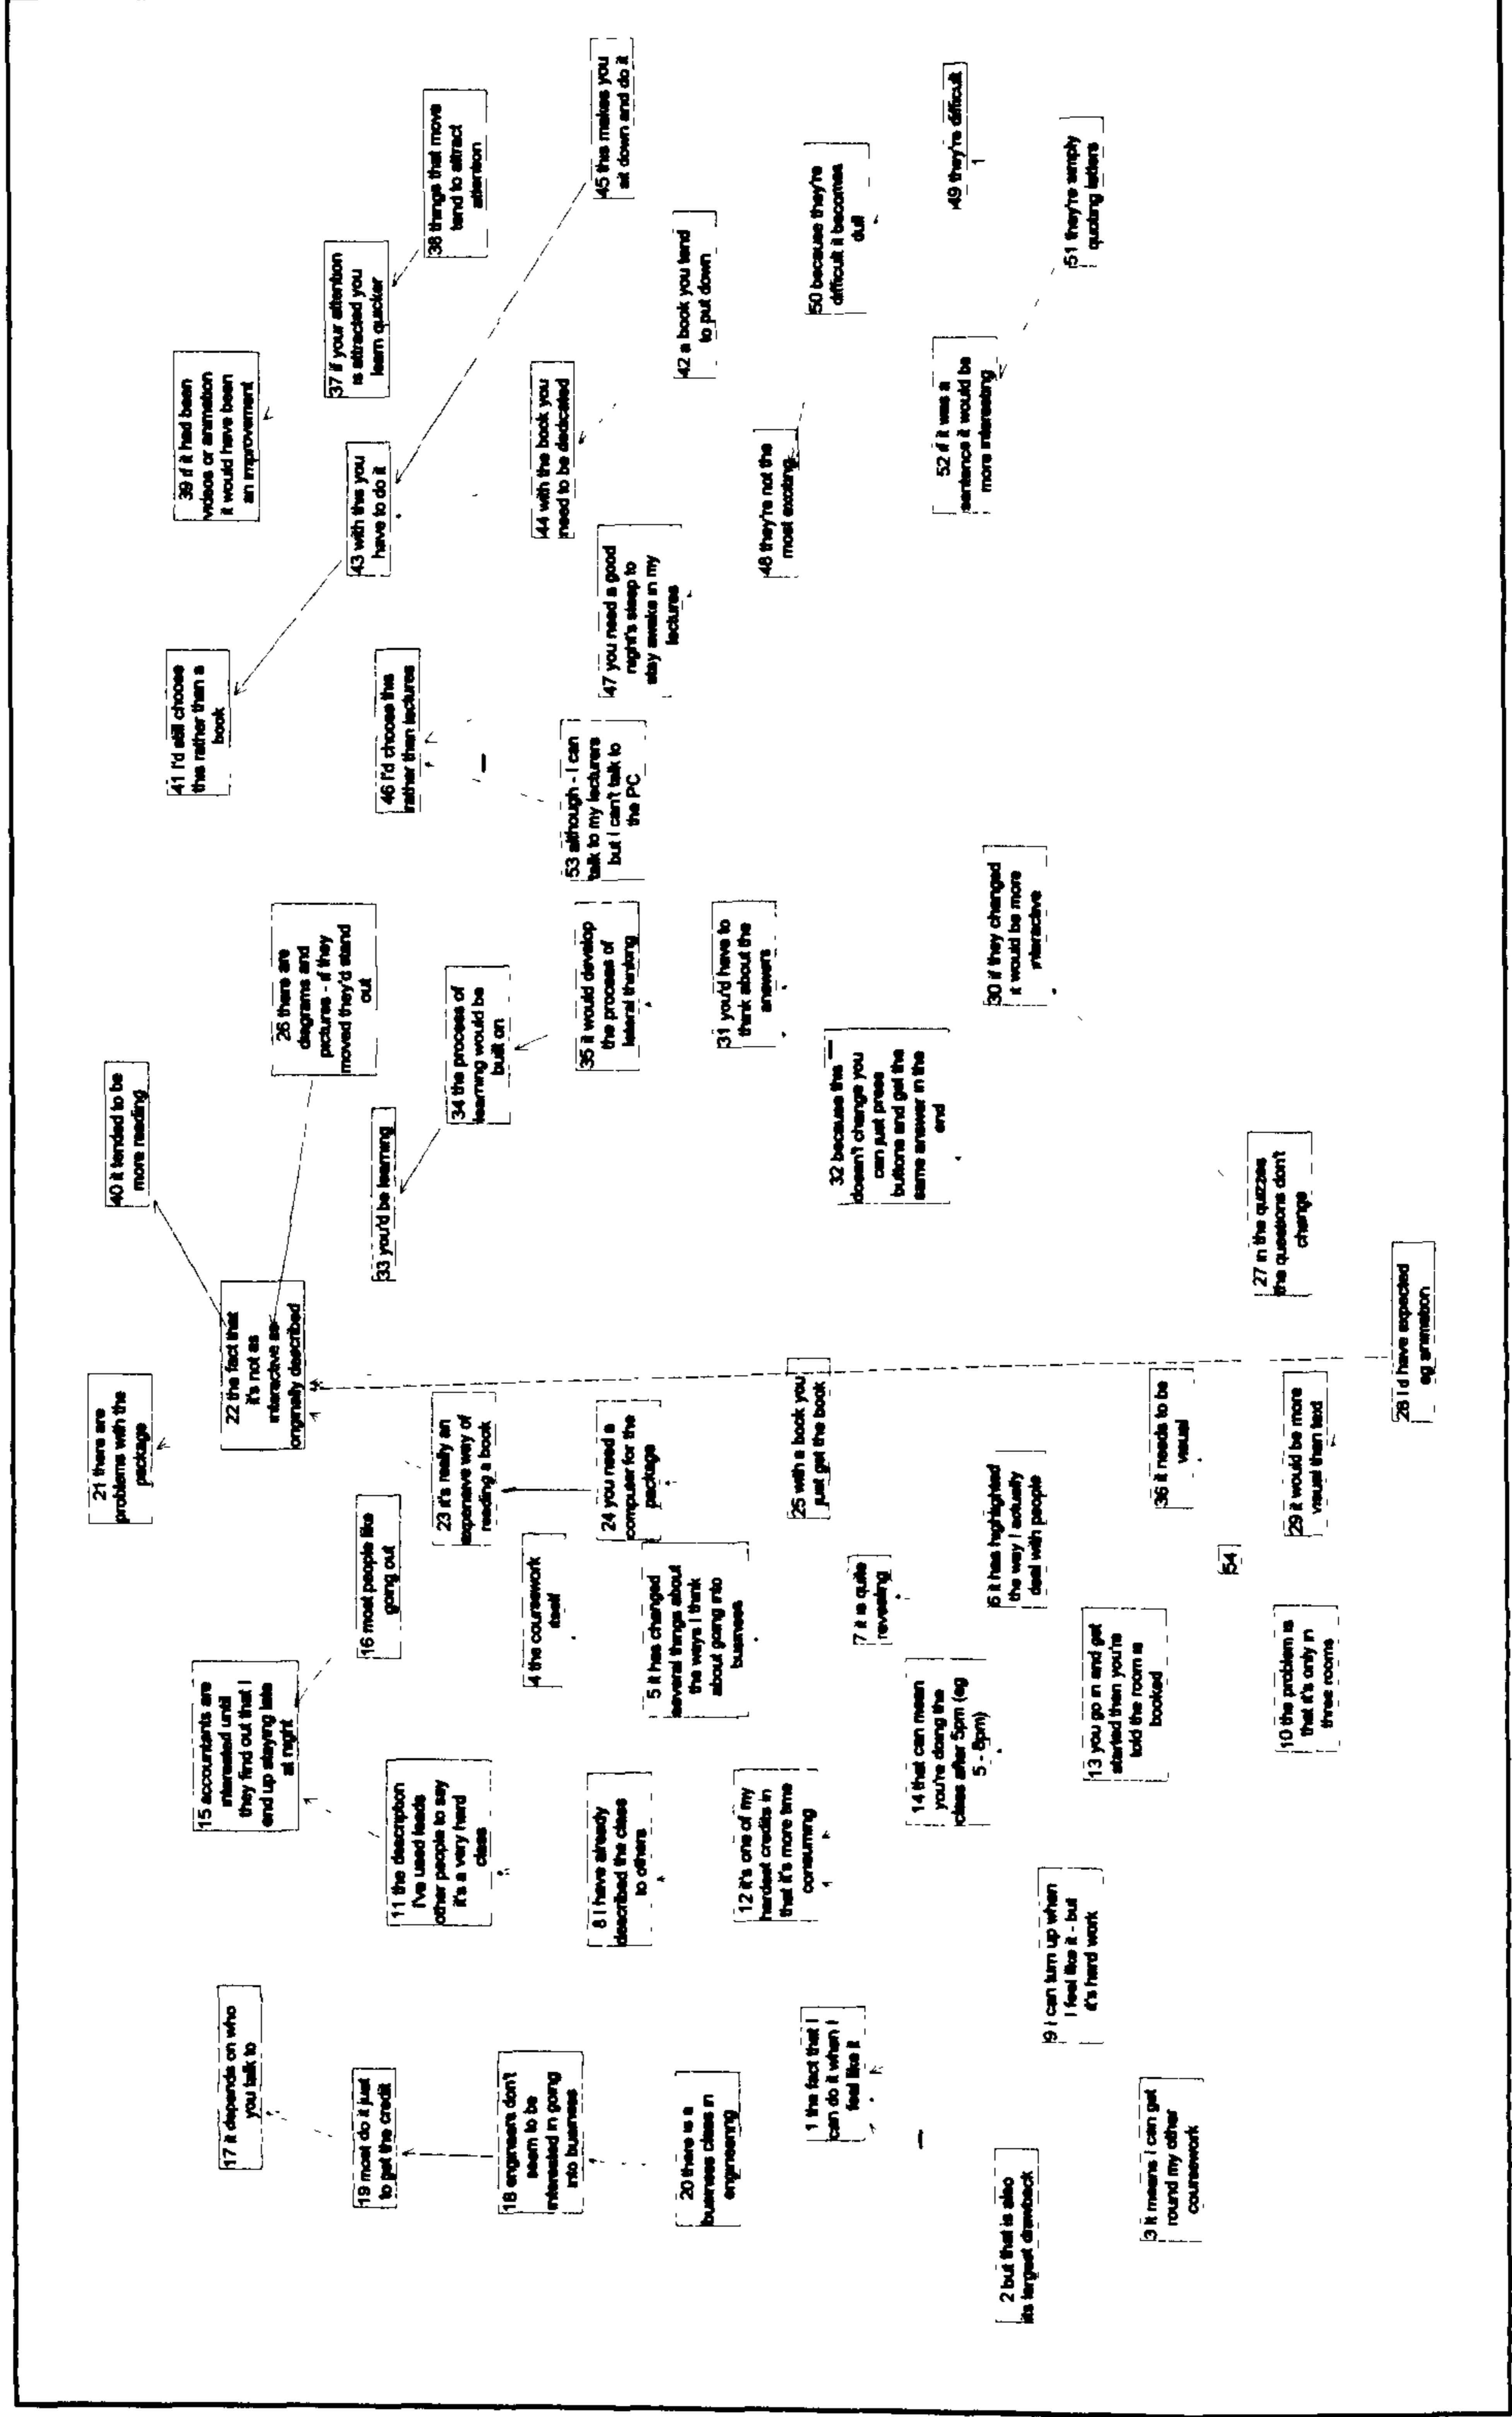 21 there are
problems with the
package
40 it tended to be
more reading
17 it depends on who
you talk to
15 accountants are
interested until
they find out that I
end up staying late
at night
22 the fact that
it's not as
interactive as
originally described
26 there are
diagrams and
pictures - if they
moved they'd stand
out
41 I'd still choose
this rather than a
book
39 if it had been
videos or animation
it would have been
an improvement
19 most do it just
to get the credit
16 most people like
going out
33 you'd be learning
46 I'd choose this
rather than lectures
43 with this you
have to do it
37 if your attention
is attracted you
learn quicker
11 the description
I've used leads
other people to say
it's a very hard
class
23 it's really an
expensive way of
reading a book
34 the process of
learning would be
built on
38 things that move
tend to attract
attention
18 engineers don't
seem to be
interested in going
into business
4 the coursework
itself
44 with the book you
need to be dedicated
8 I have already
described the class
to others
24 you need a
computer for the
package
35 it would develop
the process of
lateral thinking
53 although - I can
talk to my lecturers
but I can't talk to
the PC
47 you need a good
night's sleep to
stay awake in my
lectures
45 this makes you
sit down and do it
20 there is a
business class in
engineering
5 it has changed
several things about
the ways I think
about going into
business
42 a book you tend
to put down
12 it's one of my
hardest credits in
that it's more time
consuming
25 with a book you
just get the book
31 you'd have to
think about the
answers
48 they're not the
most exciting
1 the fact that I
can do it when I
feel like it
7 it is quite
revealing
32 because this
doesn't change you
can just press
buttons and get the
same answer in the
end
50 because they're
difficult it becomes
dull
14 that can mean
you're doing the
class after 5pm (eg
5 - 8pm)
6 it has highlighted
the way I actually
deal with people
30 if they changed
it would be more
interactive
52 if it was a
sentence it would be
more interesting
49 they're difficult
2 but that is also
its largest drawback
9 I can turn up when
I feel like it - but
it's hard work
13 you go in and get
started then you're
told the room is
booked
51 they're simply
quoting letters
3 it means I can get
round my other
coursework
36 it needs to be
visual
54
10 the problem is
that it's only in
three rooms
29 it would be more
visual than text
27 in the quizzes
the questions don't
change
28 I'd have expected
eg animation